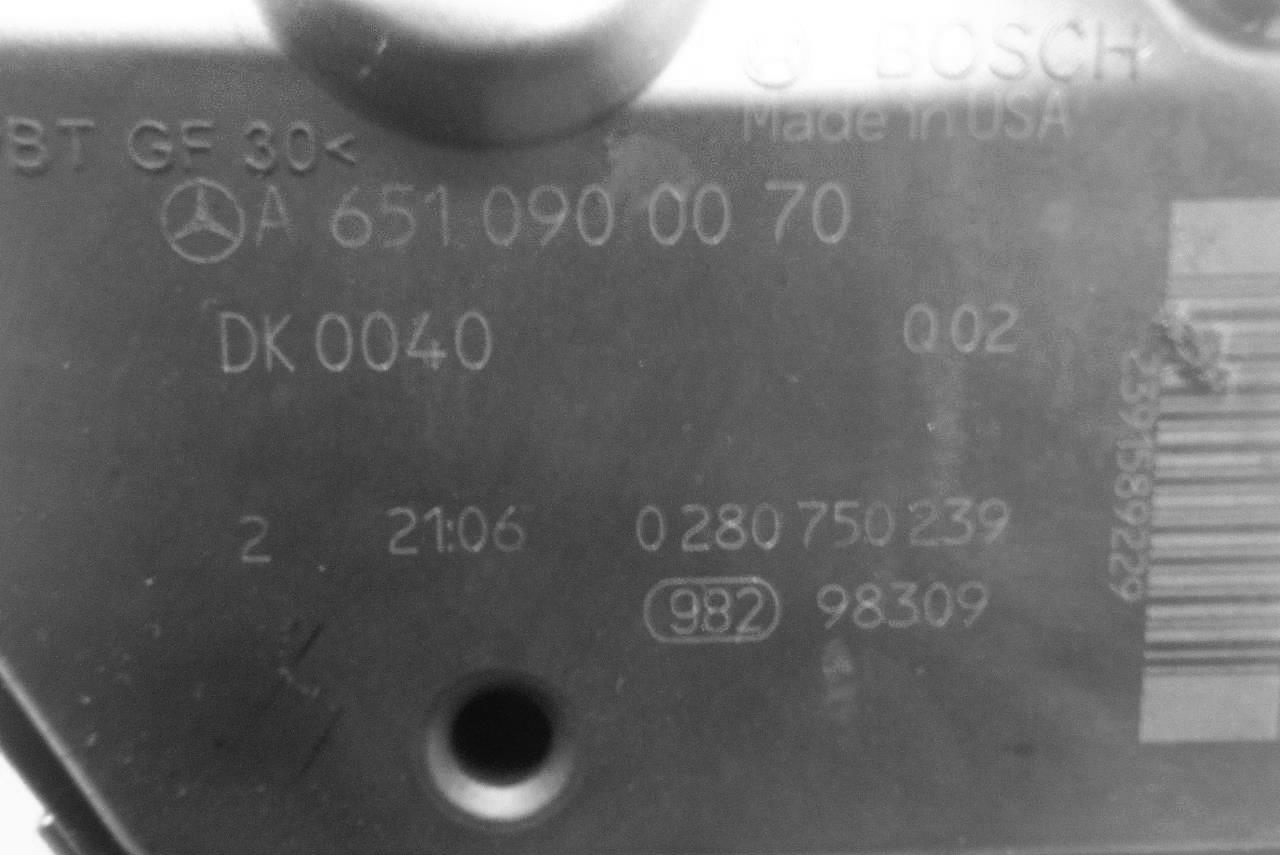 BOSCH
Made in USA
BT GF 30<
A 651 090 00 70
DK 0040
Q 02
2 21:06 0 280 750 239
982 98309